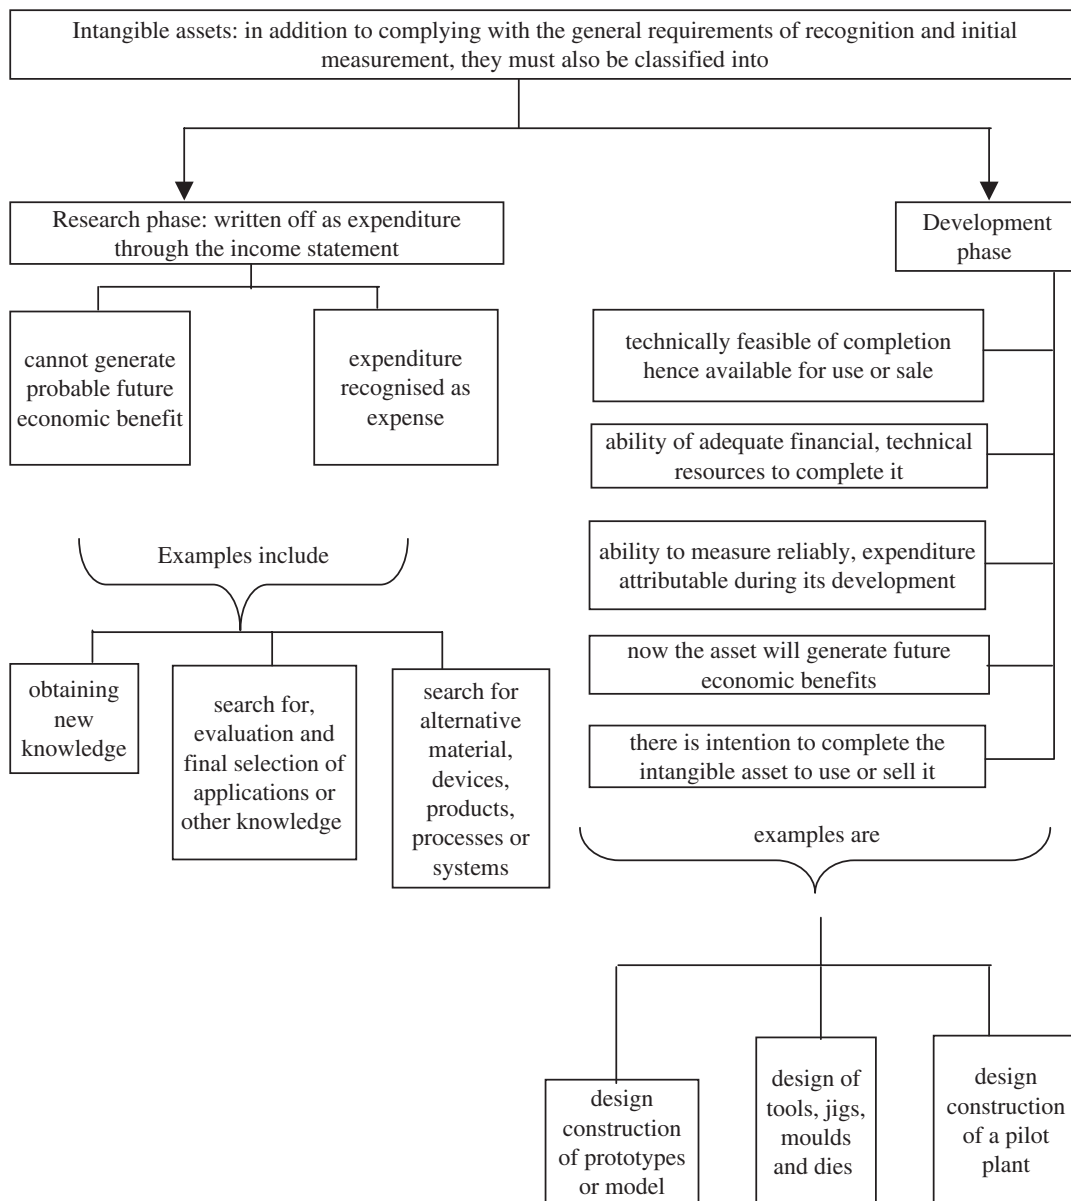 Intangible assets: in addition to complying with the general requirements of recognition and initial
measurement, they must also be classified into
Research phase: written off as expenditure
through the income statement
Development
phase
cannot generate
probable future
economic benefit
expenditure
recognised as
expense
technically feasible of completion
hence available for use or sale
ability of adequate financial, technical
resources to complete it
ability to measure reliably, expenditure
attributable during its development
now the asset will generate future
economic benefits
there is intention to complete the
intangible asset to use or sell it
Examples include
obtaining
new
knowledge
search for,
evaluation and
final selection of
applications or
other knowledge
search for
alternative
material,
devices,
products,
processes or
systems
examples are
design
construction
of prototypes
or model
design of
tools, jigs,
moulds
and dies
design
construction
of a pilot
plant